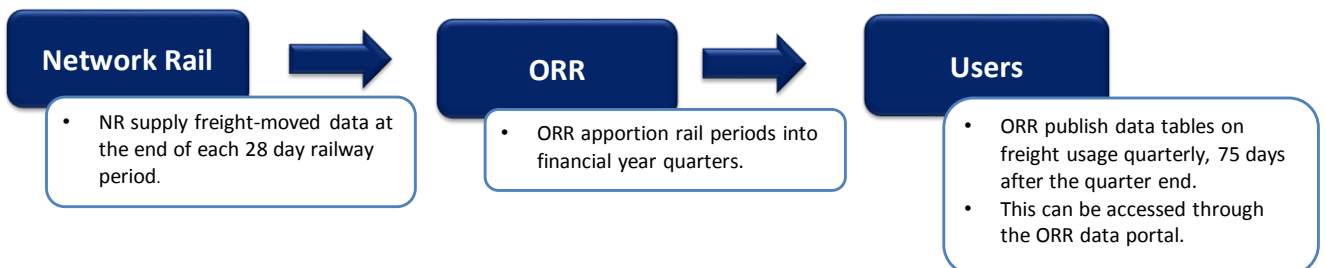 Network Rail
• NR supply freight-moved data at
the end of each 28 day railway
period.
ORR
• ORR apportion rail periods into
financial year quarters.
Users
• ORR publish data tables on
freight usage quarterly, 75 days
after the quarter end.
• This can be accessed through
the ORR data portal.